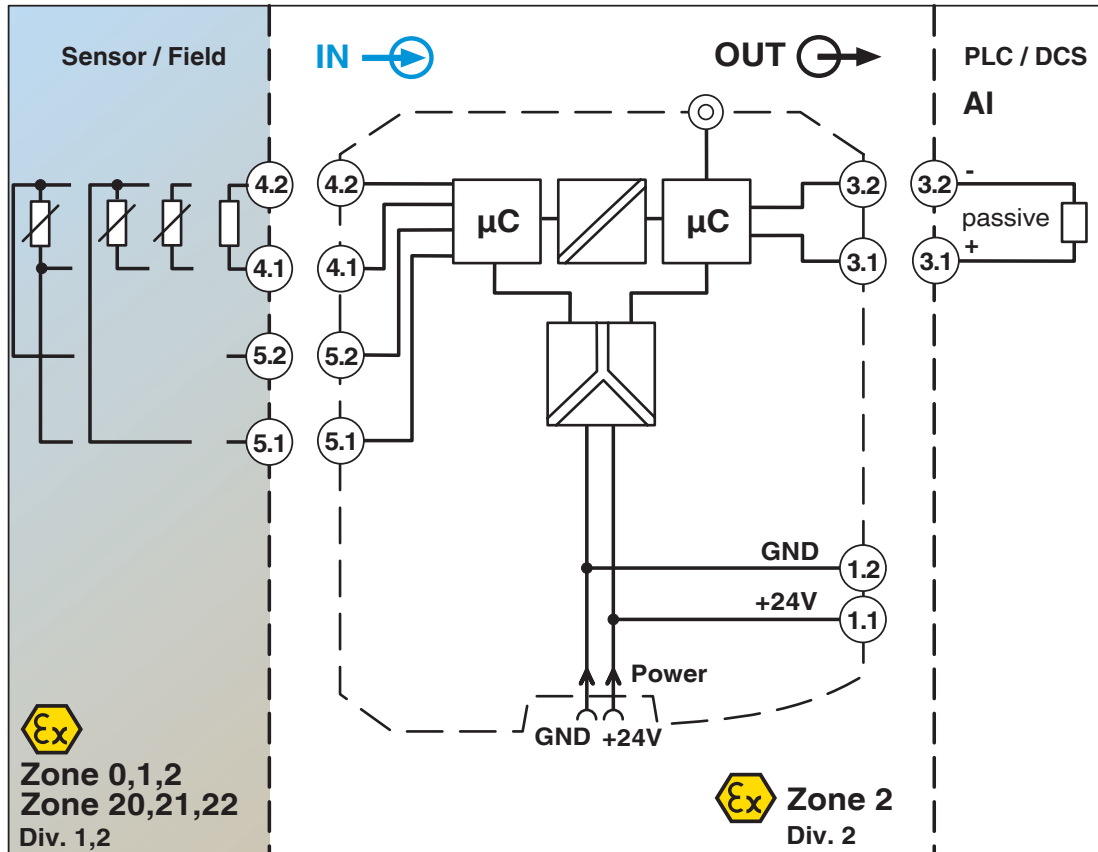 Sensor / Field
IN
OUT
PLC / DCS
AI
4.2
4.2
µC
µC
3.2
3.2
-
passive
4.1
4.1
3.1
3.1
+
5.2
5.2
5.1
5.1
GND
1.2
+24V
1.1
Power
GND +24V
Ex
Zone 0,1,2
Zone 20,21,22
Div. 1,2
Ex
Zone 2
Div. 2